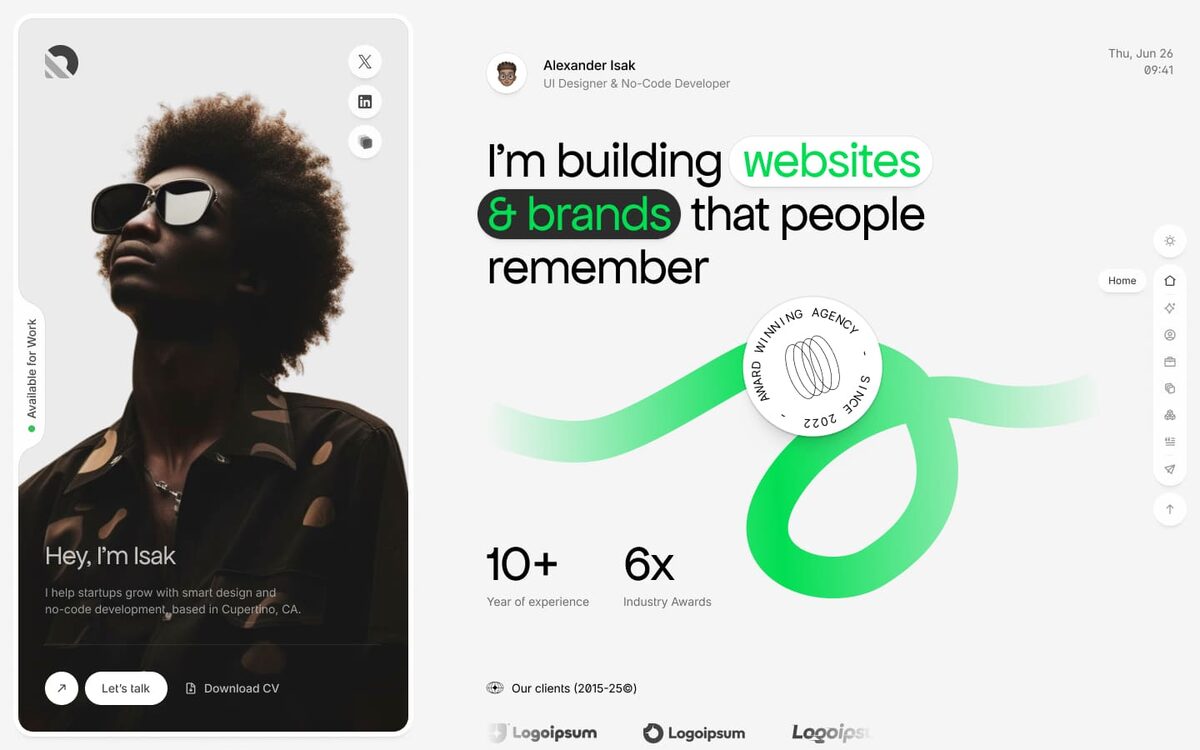 Available for Work
Hey, I'm Isak
I help startups grow with smart design and
no-code development, based in Cupertino, CA.
Let's talk
Download CV
Alexander Isak
UI Designer & No-Code Developer
Thu, Jun 26
09:41
I'm building websites
& brands that people
remember
Home
AWARD WINNING AGENCY - SINCE 2022 -
10+
Year of experience
6x
Industry Awards
Our clients (2015-25©)
Logoipsum
Logoipsum
Logoips